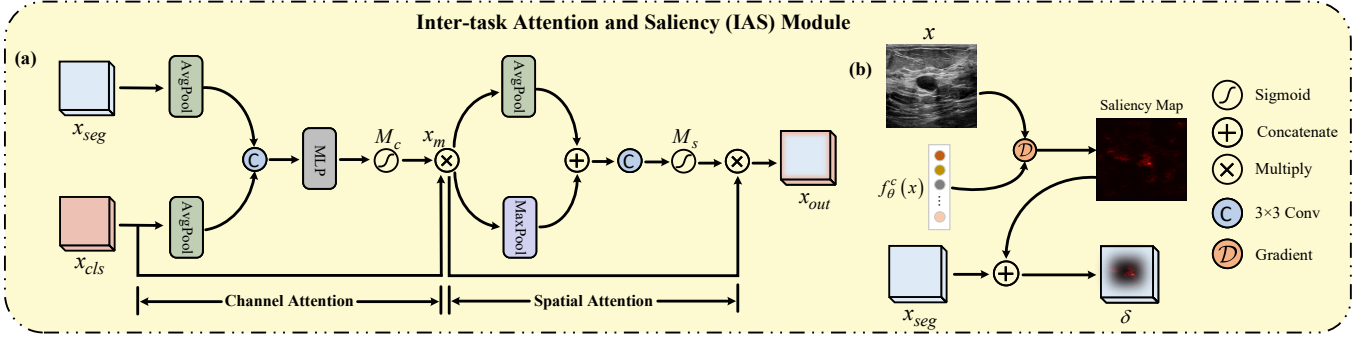 Inter-task Attention and Saliency (IAS) Module
(a)
x_seg
AvgPool
x_cls
AvgPool
C
MLP
M_c
x_m
AvgPool
MaxPool
C
M_s
x_out
Channel Attention
Spatial Attention
(b)
x
f_θ^c(x)
⋮
D
Saliency Map
x_seg
δ
Sigmoid
Concatenate
Multiply
C 3×3 Conv
D Gradient